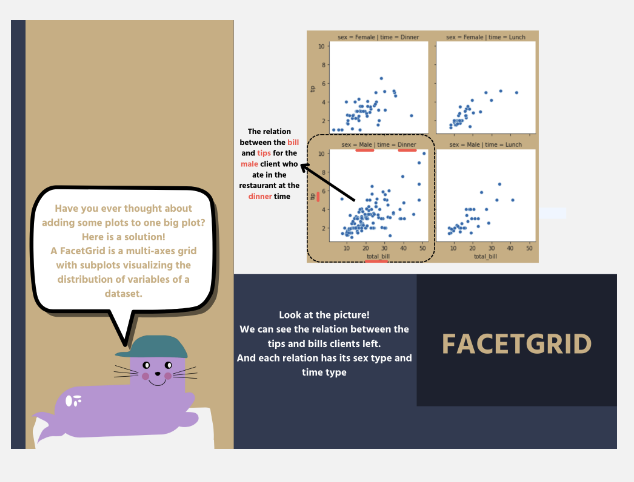 Have you ever thought about
adding some plots to one big plot?
Here is a solution!
A FacetGrid is a multi-axes grid
with subplots visualizing the
distribution of variables of a
dataset.
The relation
between the bill
and tips for the
male client who
ate in the
restaurant at the
dinner time
sex = Female | time = Dinner
sex = Female | time = Lunch
10
8
6
4
2
tip
sex = Male | time = Dinner
sex = Male | time = Lunch
10
8
6
4
2
tip
10 20 30 40 50
10 20 30 40 50
total_bill
total_bill
Look at the picture!
We can see the relation between the
tips and bills clients left.
And each relation has its sex type and
time type
FACETGRID